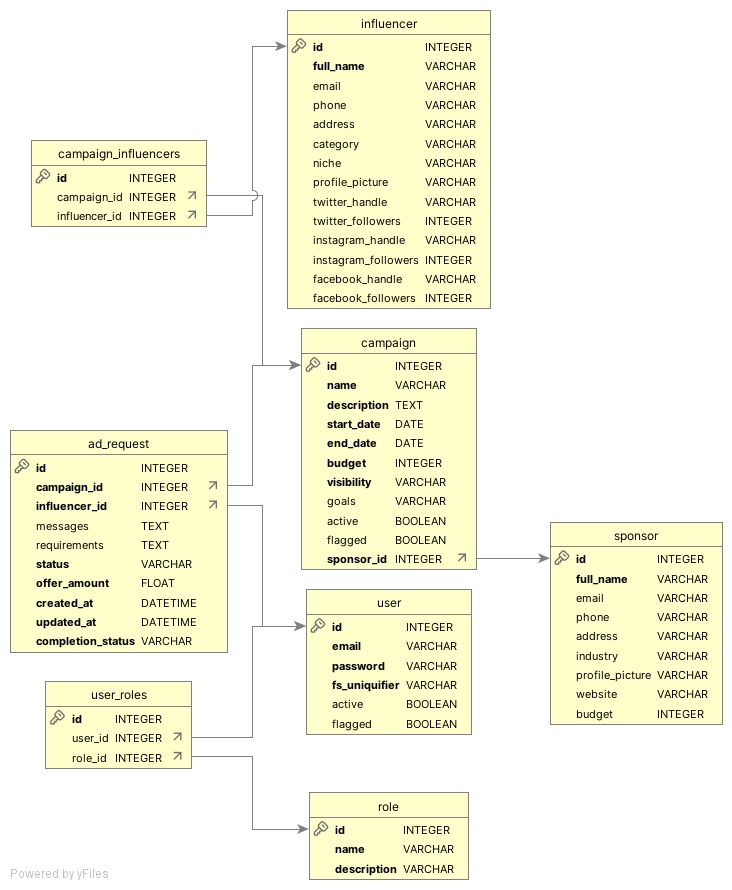 influencer
id INTEGER
full_name VARCHAR
email VARCHAR
phone VARCHAR
address VARCHAR
category VARCHAR
niche VARCHAR
profile_picture VARCHAR
twitter_handle VARCHAR
twitter_followers INTEGER
instagram_handle VARCHAR
instagram_followers INTEGER
facebook_handle VARCHAR
facebook_followers INTEGER
campaign_influencers
id INTEGER
campaign_id INTEGER
influencer_id INTEGER
campaign
id INTEGER
name VARCHAR
description TEXT
start_date DATE
end_date DATE
budget INTEGER
visibility VARCHAR
goals VARCHAR
active BOOLEAN
flagged BOOLEAN
sponsor_id INTEGER
ad_request
id INTEGER
campaign_id INTEGER
influencer_id INTEGER
messages TEXT
requirements TEXT
status VARCHAR
offer_amount FLOAT
created_at DATETIME
updated_at DATETIME
completion_status VARCHAR
sponsor
id INTEGER
full_name VARCHAR
email VARCHAR
phone VARCHAR
address VARCHAR
industry VARCHAR
profile_picture VARCHAR
website VARCHAR
budget INTEGER
user
id INTEGER
email VARCHAR
password VARCHAR
fs_uniquifier VARCHAR
active BOOLEAN
flagged BOOLEAN
user_roles
id INTEGER
user_id INTEGER
role_id INTEGER
role
id INTEGER
name VARCHAR
description VARCHAR
Powered by yFiles